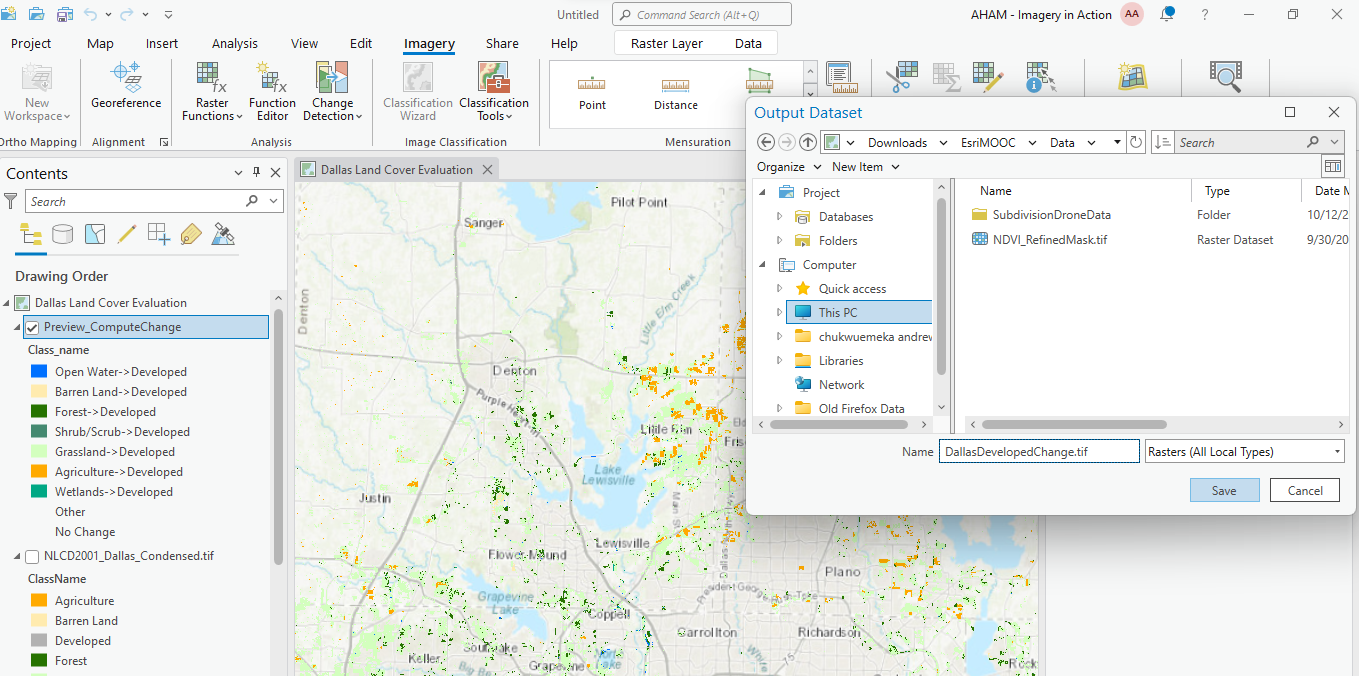 Untitled
Command Search (Alt+Q)
AHAM - Imagery in Action
AA
?
Project
Map
Insert
Analysis
View
Edit
Imagery
Share
Help
Raster Layer
Data
New
Workspace
Georeference
Raster
Functions
Function
Editor
Change
Detection
Classification
Wizard
Classification
Tools
Point
Distance
Ortho Mapping
Alignment
Analysis
Image Classification
Mensuration
Contents
Search
Drawing Order
Dallas Land Cover Evaluation
Preview_ComputeChange
Class_name
Open Water->Developed
Barren Land->Developed
Forest->Developed
Shrub/Scrub->Developed
Grassland->Developed
Agriculture->Developed
Wetlands->Developed
Other
No Change
NLCD2001_Dallas_Condensed.tif
ClassName
Agriculture
Barren Land
Developed
Forest
Dallas Land Cover Evaluation
Pilot Point
Sanger
Denton
Little Elm Creek
Denton
Purple Heart
Little Elm
Lake
Lewisville
Main St
Justin
Lewisville
Flower Mound
Plano
President George
Grapevine
Lake
Coppell
Carrollton
Richardson
Southlake
Keller
Grapevine
North
Lake
White
75
Output Dataset
Downloads
EsriMOOC
Data
Search
Organize
New Item
Project
Databases
Folders
Computer
Quick access
This PC
chukwuemeka andrew
Libraries
Network
Old Firefox Data
Name
Type
Date M
SubdivisionDroneData
Folder
10/12/2
NDVI_RefinedMask.tif
Raster Dataset
9/30/20
Name
DallasDevelopedChange.tif
Rasters (All Local Types)
Save
Cancel